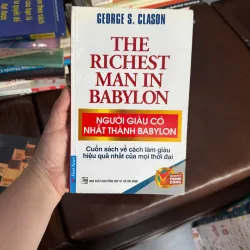 GEORGE S. CLASON
THE
RICHEST
MAN IN
BABYLON
NGƯỜI GIÀU CÓ
NHẤT THÀNH BABYLON
Cuốn sách về cách làm giàu
hiệu quả nhất của mọi thời đại